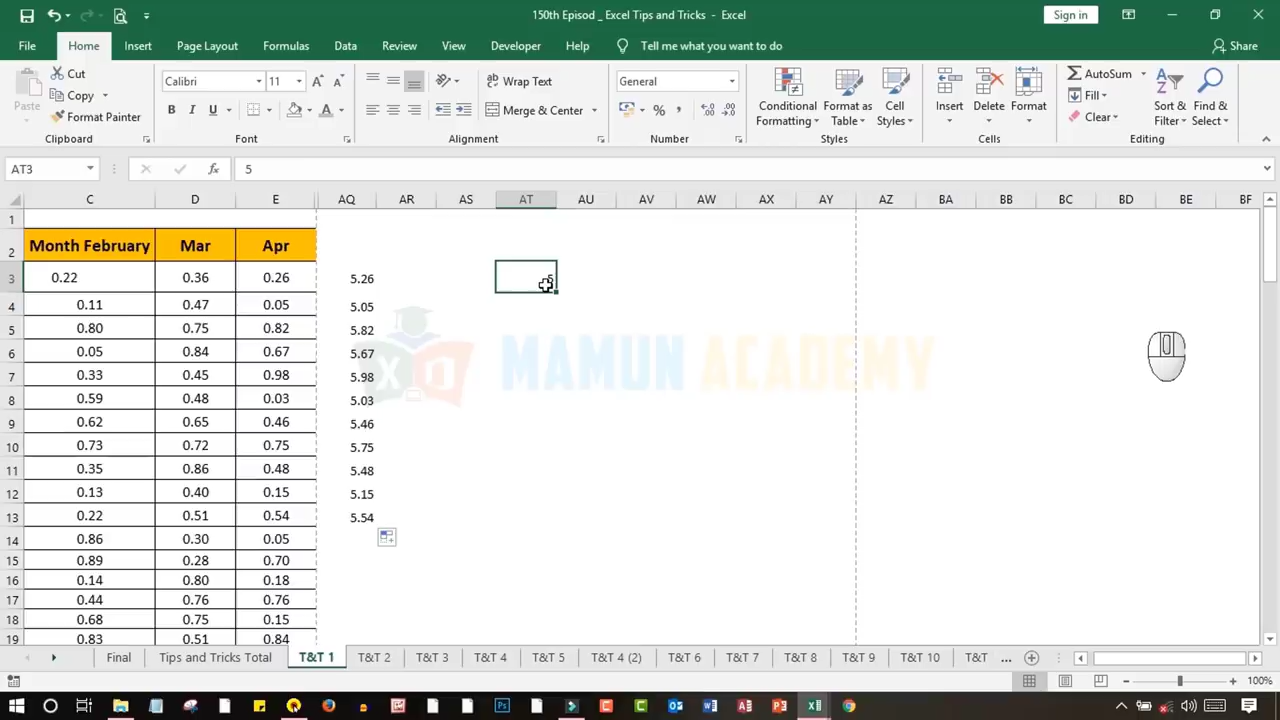 150th Episod _ Excel Tips and Tricks - Excel
Sign in
File Home Insert Page Layout Formulas Data Review View Developer Help Tell me what you want to do Share
Paste
Cut
Copy
Format Painter
Clipboard
Calibri 11
B I U
A
Font
Wrap Text
Merge & Center
Alignment
General
%
Number
Conditional Formatting
Format as Table
Cell Styles
Styles
Insert
Delete
Format
Cells
AutoSum
Fill
Clear
Sort & Filter
Find & Select
Editing
AT3 fx 5
C D E AQ AR AS AT AU AV AW AX AY AZ BA BB BC BD BE BF
1
2 Month February Mar Apr
3 0.22 0.36 0.26 5.26 5
4 0.11 0.47 0.05 5.05
5 0.80 0.75 0.82 5.82
6 0.05 0.84 0.67 5.67
7 0.33 0.45 0.98 5.98
8 0.59 0.48 0.03 5.03
9 0.62 0.65 0.46 5.46
10 0.73 0.72 0.75 5.75
11 0.35 0.86 0.48 5.48
12 0.13 0.40 0.15 5.15
13 0.22 0.51 0.54 5.54
14 0.86 0.30 0.05
15 0.89 0.28 0.70
16 0.14 0.80 0.18
17 0.44 0.76 0.76
18 0.68 0.75 0.15
19 0.83 0.51 0.84
MAMUN ACADEMY
Final Tips and Tricks Total T&T 1 T&T 2 T&T 3 T&T 4 T&T 5 T&T 4 (2) T&T 6 T&T 7 T&T 8 T&T 9 T&T 10 T&T ...
100%